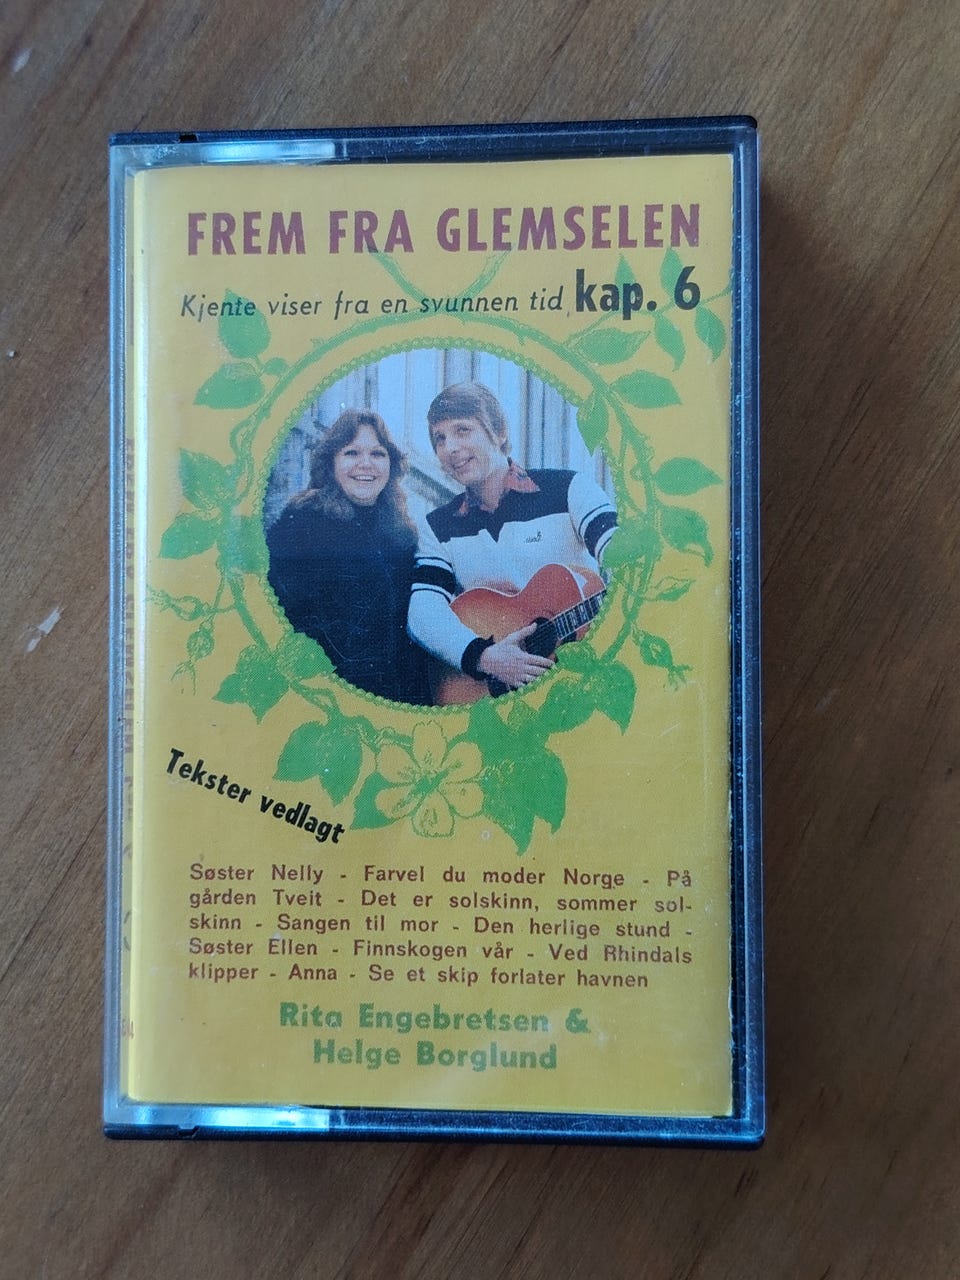 FREM FRA GLEMSELEN
Kjente viser fra en svunnen tid, kap. 6
Tekster vedlagt
Søster Nelly - Farvel du moder Norge - På
gården Tveit - Det er solskinn, sommer sol-
skinn - Sangen til mor - Den herlige stund -
Søster Ellen - Finnskogen vår - Ved Rhindals
klipper - Anna - Se et skip forlater havnen
Rita Engebretsen &
Helge Borglund